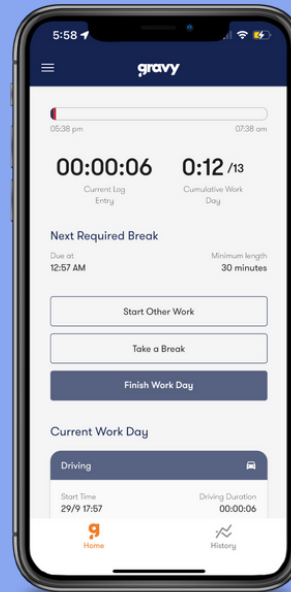 5:58
gravy
05:38 pm 07:38 am
00:00:06 0:12 /13
Current Log Cumulative Work
Entry Day
Next Required Break
Due at Minimum length
12:57 AM 30 minutes
Start Other Work
Take a Break
Finish Work Day
Current Work Day
Driving
Start Time Driving Duration
29/9 17:57 00:00:06
g
Home History